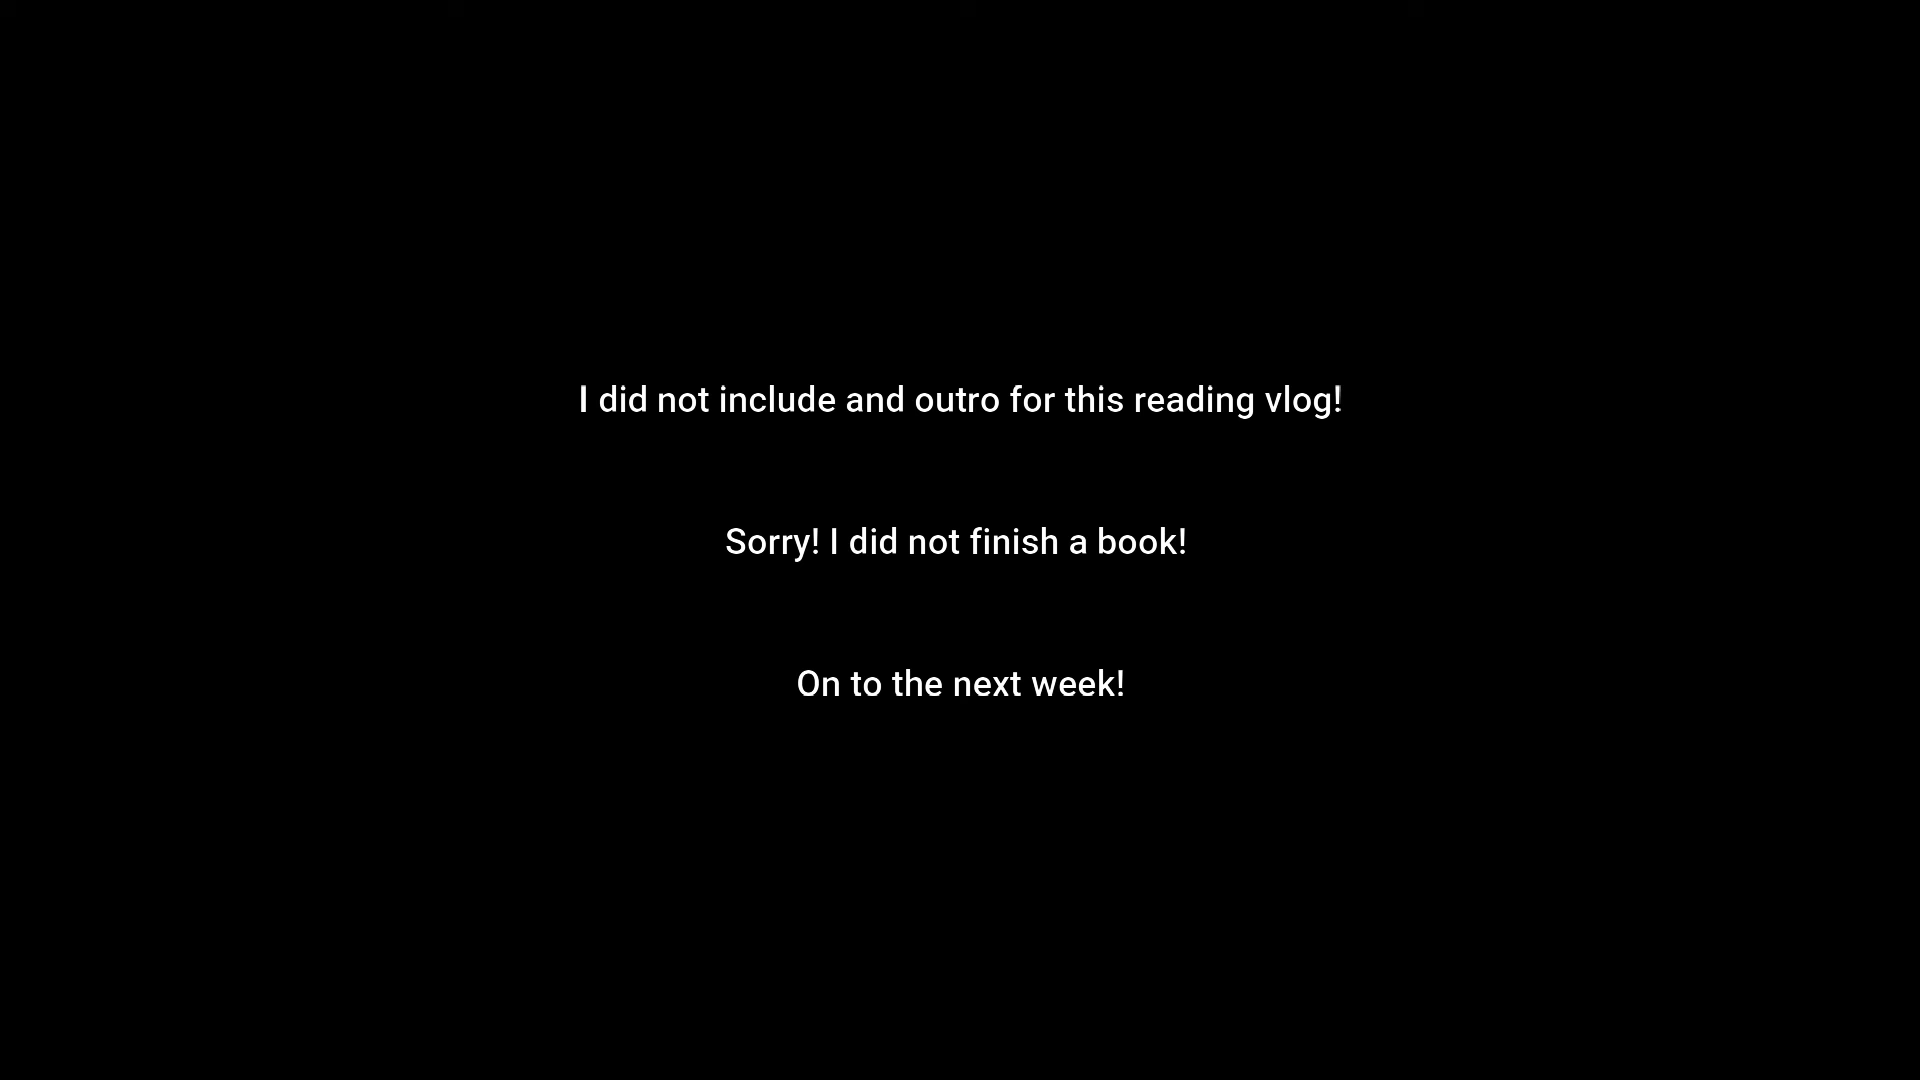 I did not include and outro for this reading vlog!
Sorry! I did not finish a book!
On to the next week!